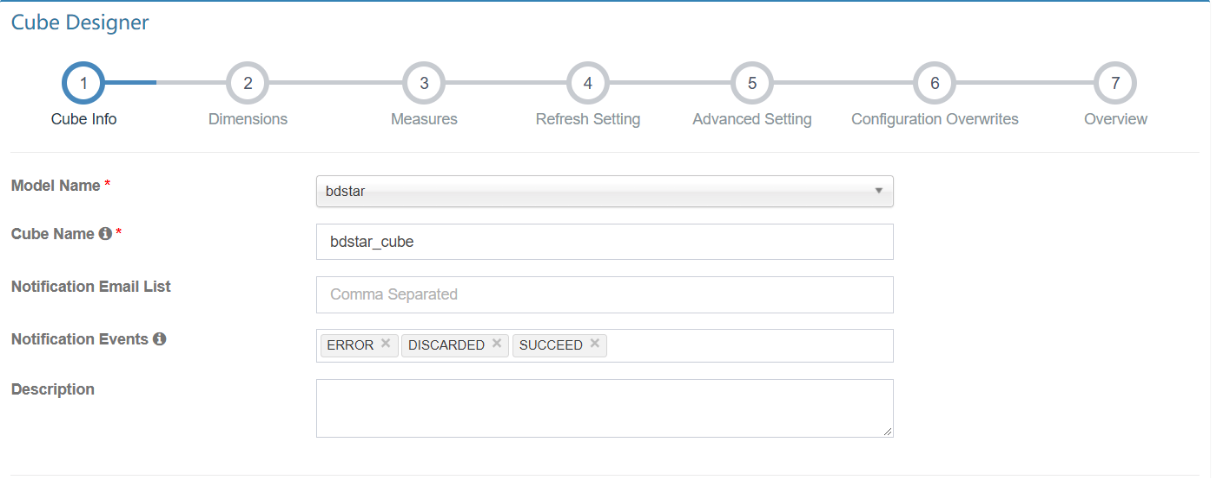 Cube Designer
1 2 3 4 5 6 7
Cube Info Dimensions Measures Refresh Setting Advanced Setting Configuration Overwrites Overview
Model Name * bdstar
Cube Name * bdstar_cube
Notification Email List Comma Separated
Notification Events ERROR × DISCARDED × SUCCEED ×
Description